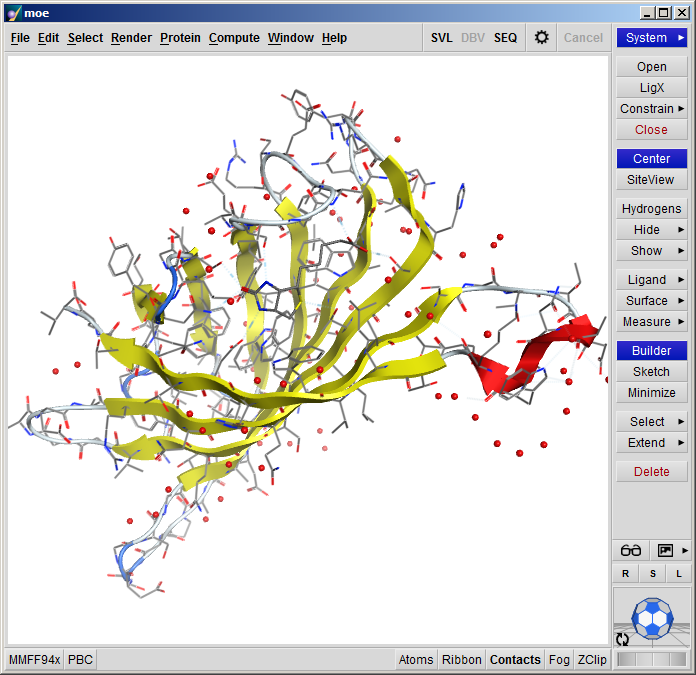 moe
File Edit Select Render Protein Compute Window Help SVL DBV SEQ Cancel
System
Open
LigX
Constrain
Close
Center
SiteView
Hydrogens
Hide
Show
Ligand
Surface
Measure
Builder
Sketch
Minimize
Select
Extend
Delete
R S L
MMFF94x PBC Atoms Ribbon Contacts Fog ZClip